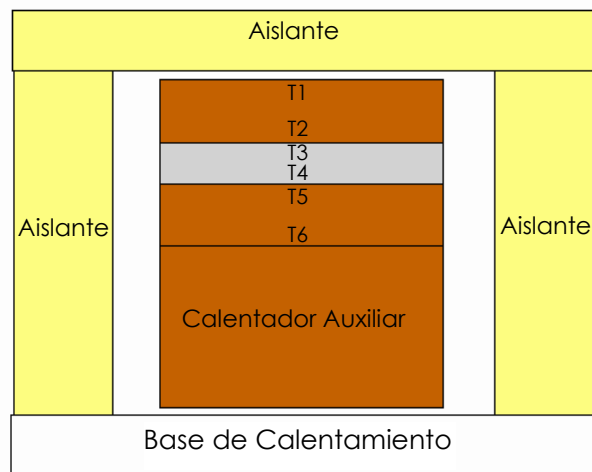 Aislante
T1
T2
T3
T4
T5
Aislante
Aislante
T6
Calentador Auxiliar
Base de Calentamiento